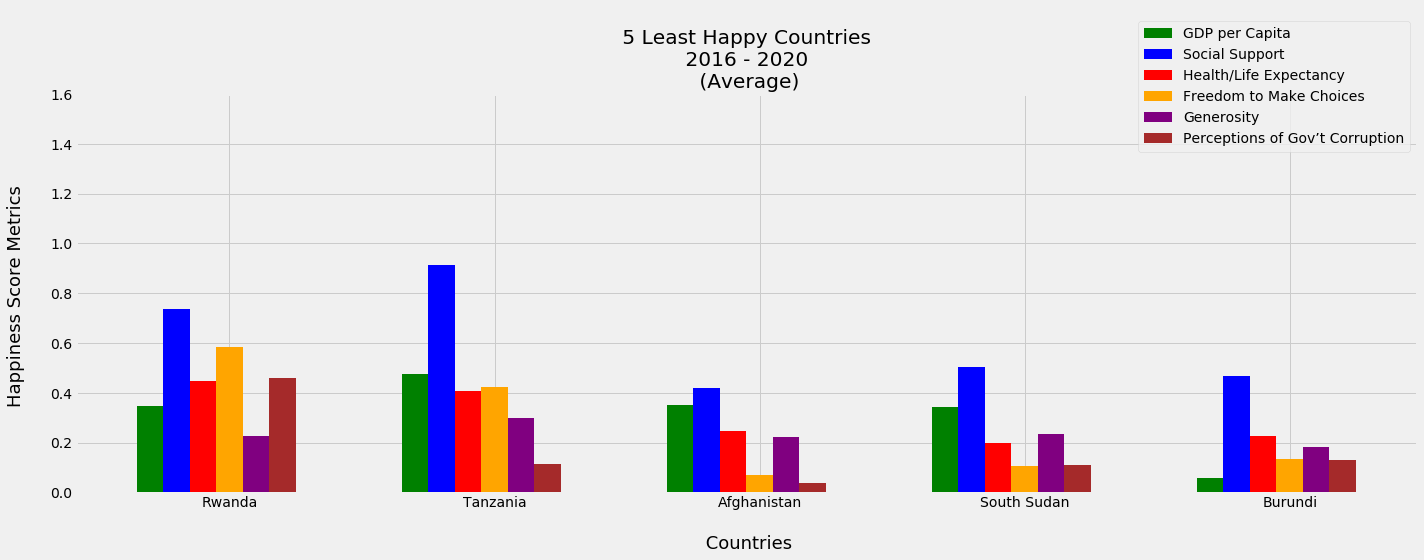 5 Least Happy Countries
2016 - 2020
(Average)
GDP per Capita
Social Support
Health/Life Expectancy
Freedom to Make Choices
Generosity
Perceptions of Gov’t Corruption
Happiness Score Metrics
1.6
1.4
1.2
1.0
0.8
0.6
0.4
0.2
0.0
Rwanda Tanzania Afghanistan South Sudan Burundi
Countries